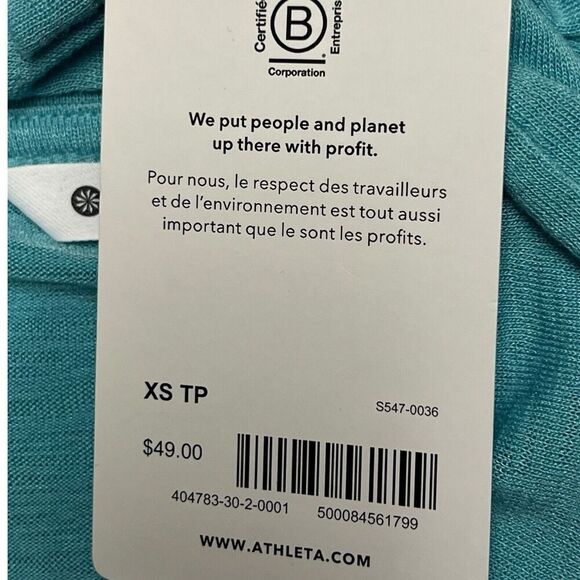 Certifié
B
Entrepris
Corporation
We put people and planet
up there with profit.
Pour nous, le respect des travailleurs
et de l'environnement est tout aussi
important que le sont les profits.
XS TP
S547-0036
$49.00
404783-30-2-0001 500084561799
WWW.ATHLETA.COM